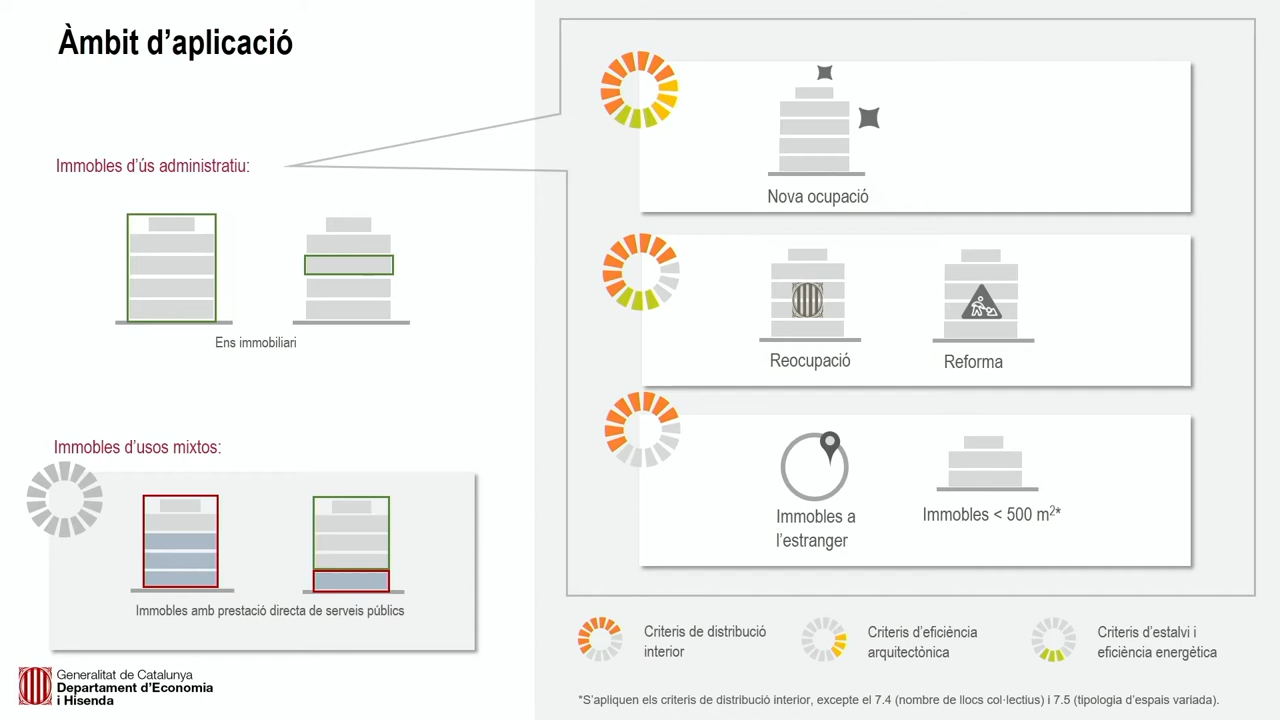 Àmbit d’aplicació
Immobles d’ús administratiu:
Ens immobiliari
Immobles d’usos mixtos:
Immobles amb prestació directa de serveis públics
Generalitat de Catalunya
Departament d’Economia
i Hisenda
Nova ocupació
Reocupació
Reforma
Immobles a
l’estranger
Immobles < 500 m²*
Criteris de distribució
interior
Criteris d’eficiència
arquitectònica
Criteris d’estalvi i
eficiència energètica
*S’apliquen els criteris de distribució interior, excepte el 7.4 (nombre de llocs col·lectius) i 7.5 (tipologia d’espais variada).